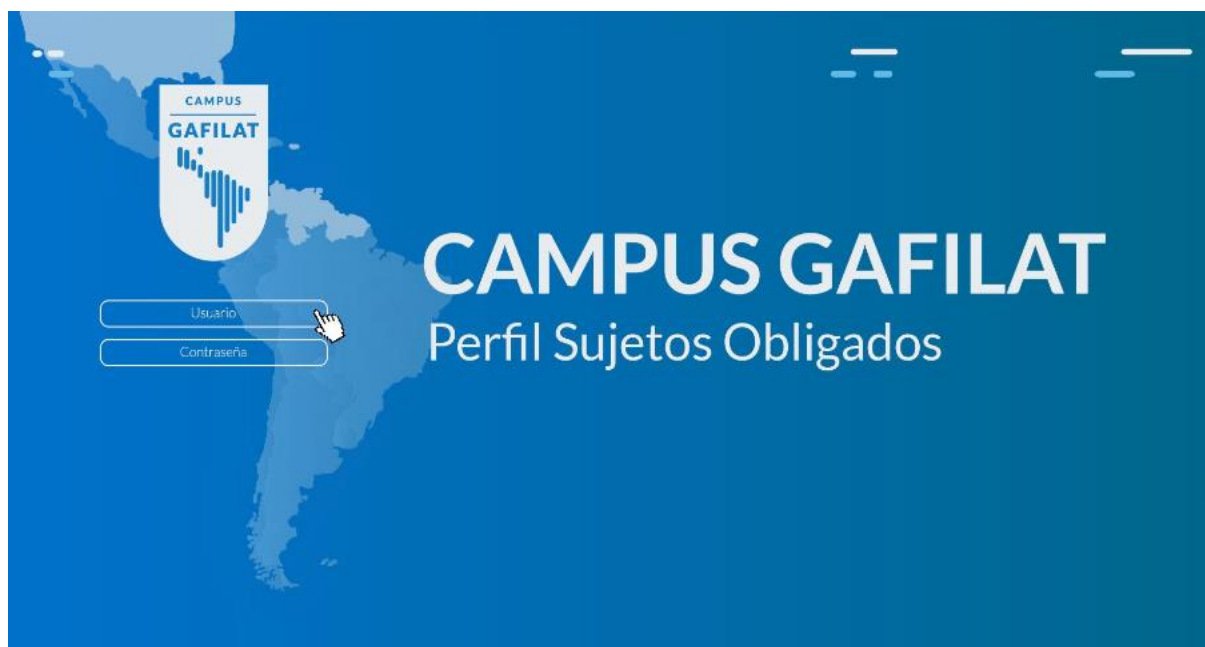 CAMPUS
GAFILAT
Usuario
Contraseña
CAMPUS GAFILAT
Perfil Sujetos Obligados